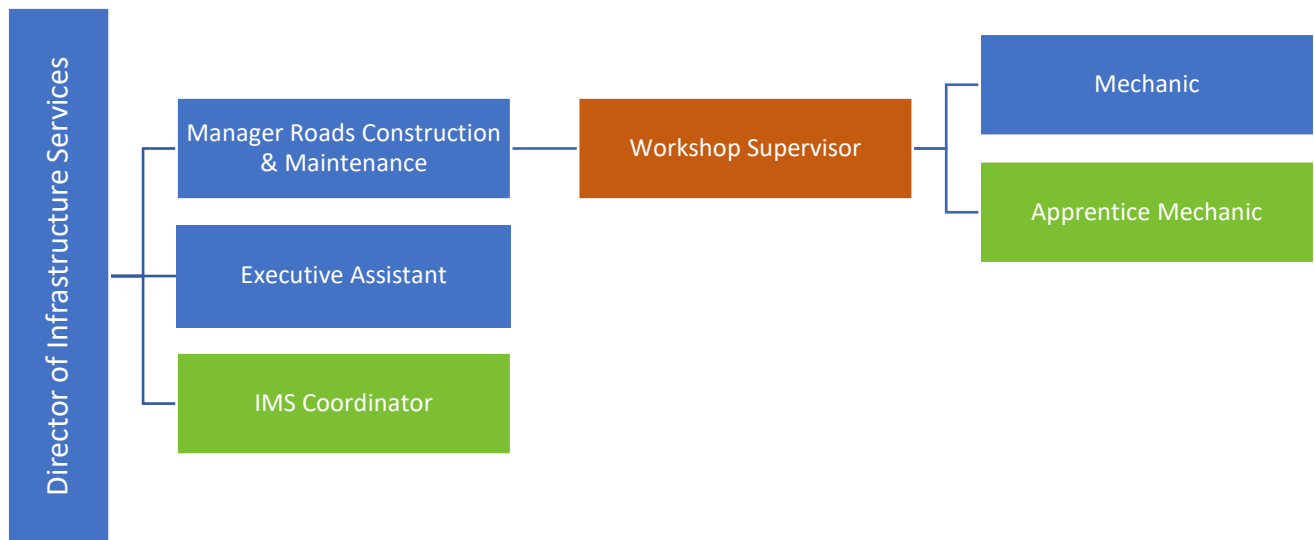 Director of Infrastructure Services
Manager Roads Construction
& Maintenance
Executive Assistant
IMS Coordinator
Workshop Supervisor
Mechanic
Apprentice Mechanic